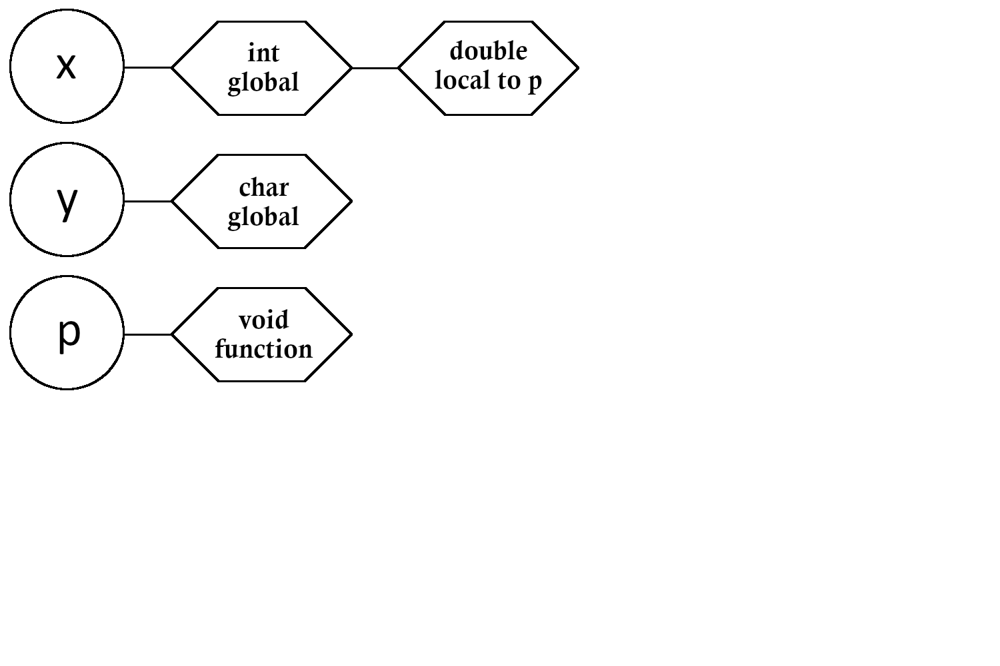 x
int
global
double
local to p
y
char
global
p
void
function